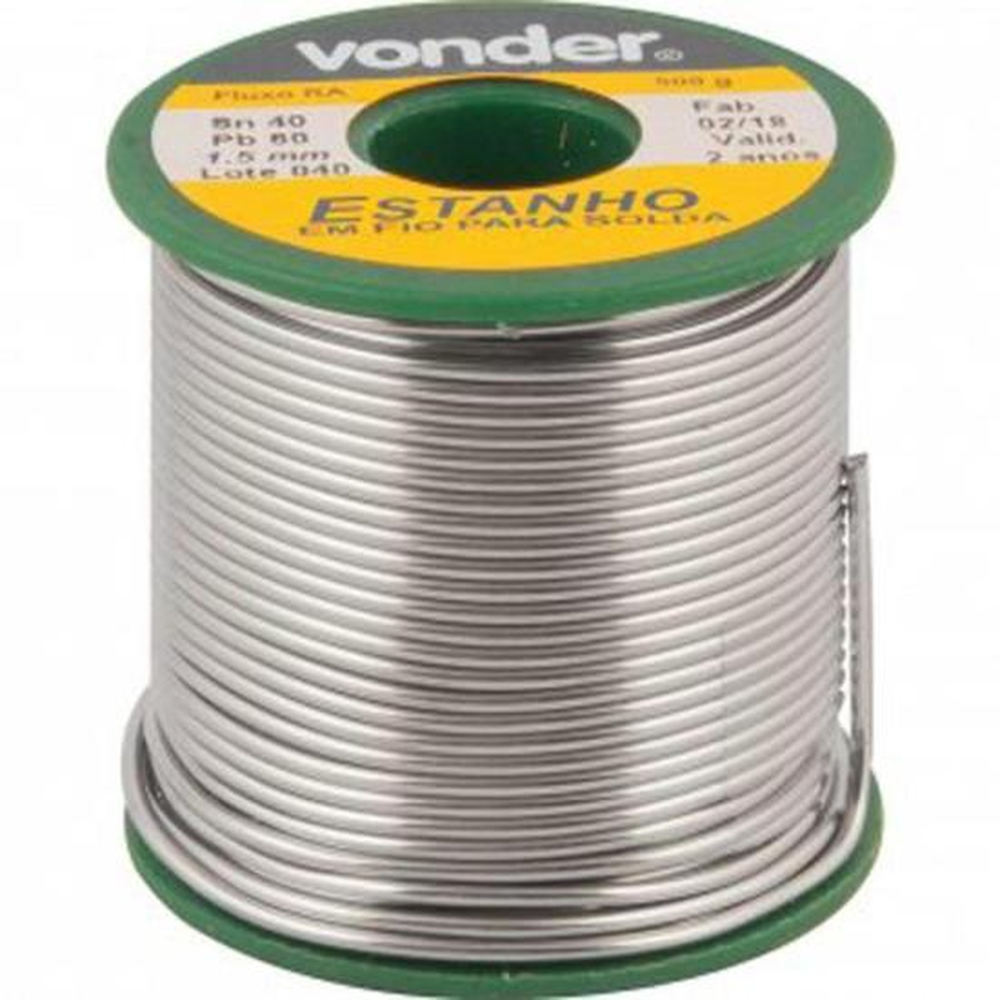 vonder®
Fluxo RA
500 g
Sn 40
Pb 60
1.5 mm
Lote 040
Fab
02/18
Valid.
2 anos
ESTANHO
EM FIO PARA SOLDA